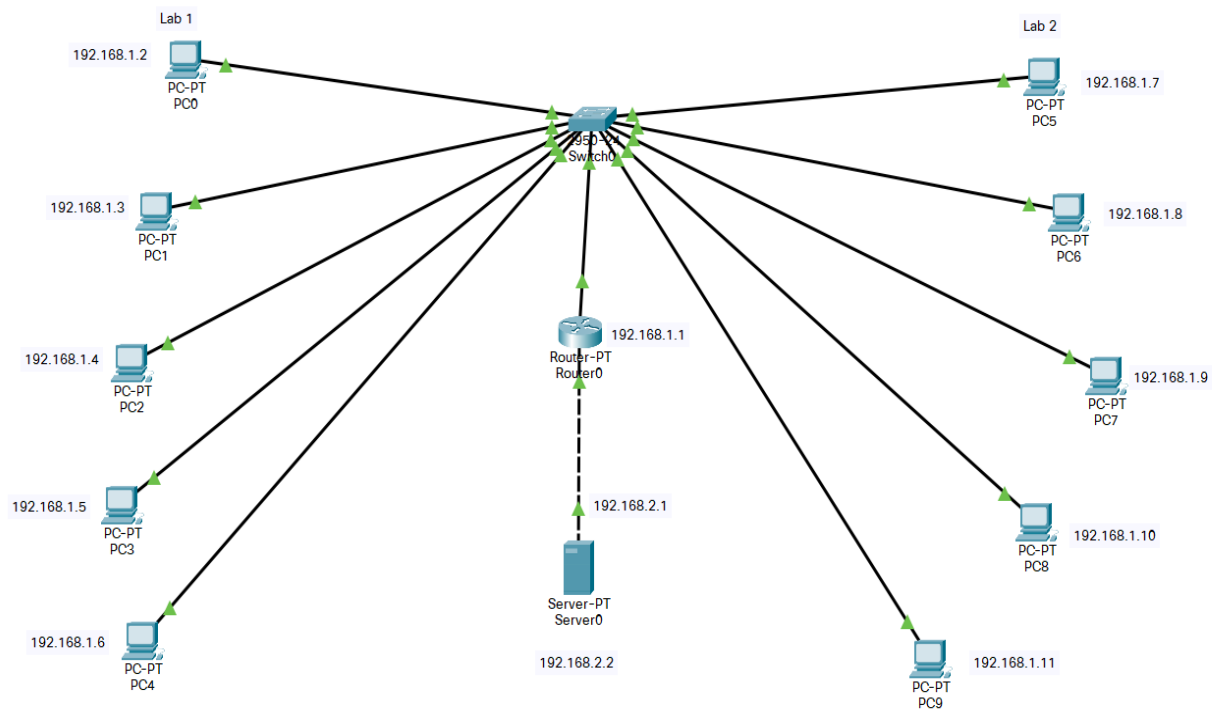 Lab 1
192.168.1.2
PC-PT
PC0
192.168.1.3
PC-PT
PC1
192.168.1.4
PC-PT
PC2
192.168.1.5
PC-PT
PC3
192.168.1.6
PC-PT
PC4
2950-24
Switch0
192.168.1.1
Router-PT
Router0
192.168.2.1
Server-PT
Server0
192.168.2.2
Lab 2
192.168.1.7
PC-PT
PC5
192.168.1.8
PC-PT
PC6
192.168.1.9
PC-PT
PC7
192.168.1.10
PC-PT
PC8
192.168.1.11
PC-PT
PC9